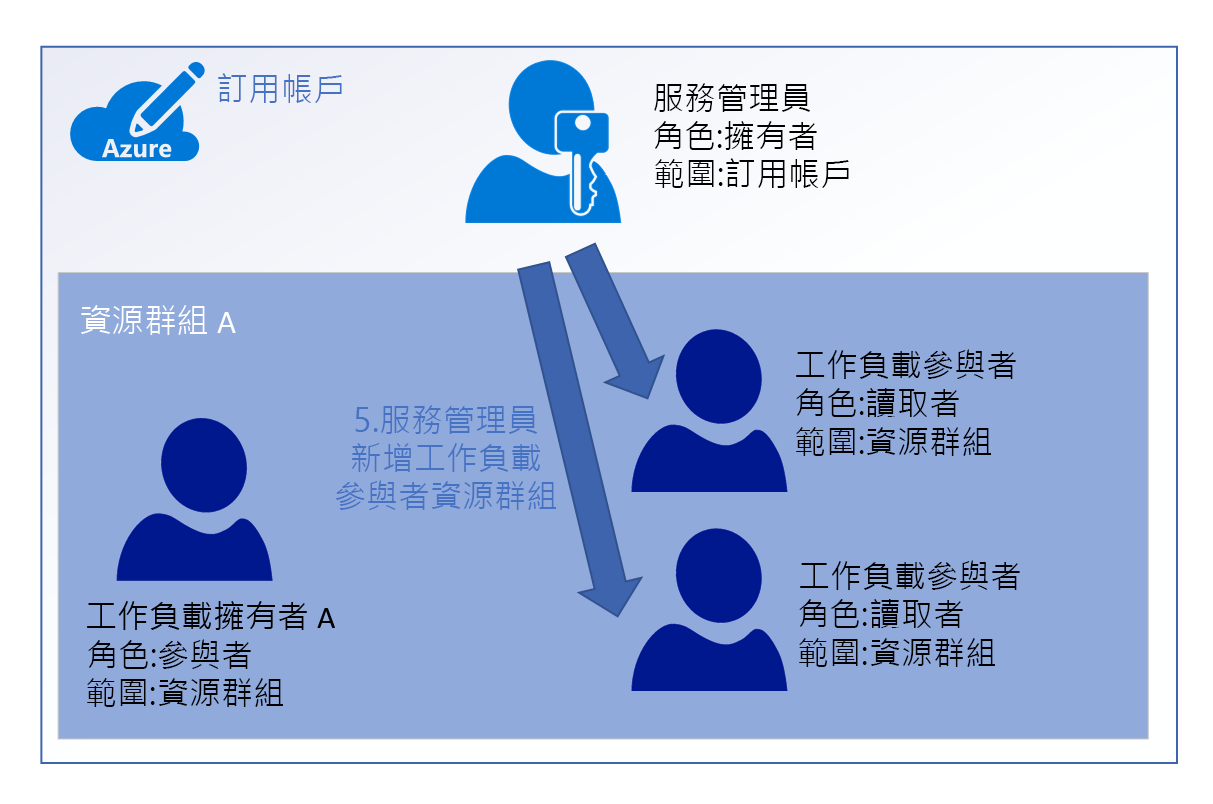 Azure
訂用帳戶
服務管理員
角色:擁有者
範圍:訂用帳戶
資源群組 A
5.服務管理員
新增工作負載
參與者資源群組
工作負載參與者
角色:讀取者
範圍:資源群組
工作負載參與者
角色:讀取者
範圍:資源群組
工作負載擁有者 A
角色:參與者
範圍:資源群組